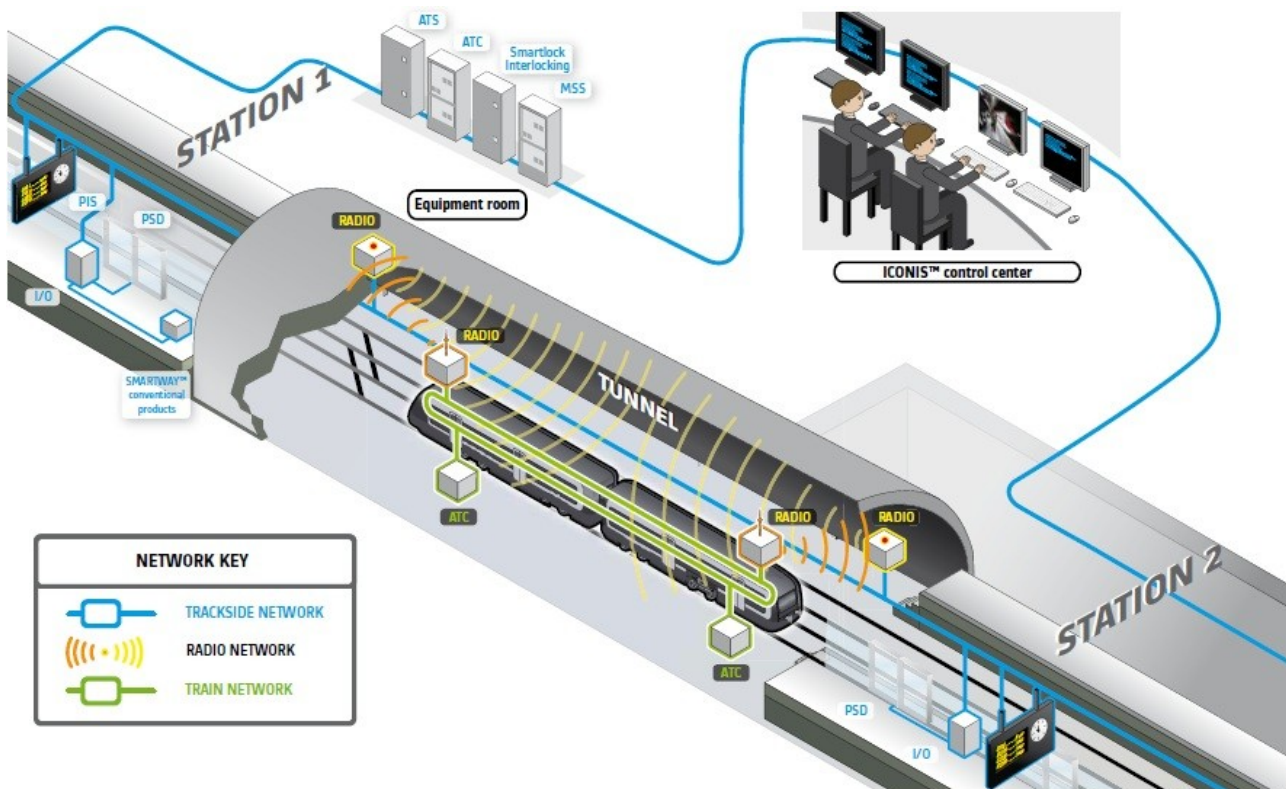 ATS
ATC
Smartlock
Interlocking
MSS
STATION 1
Equipment room
ICONIS™ control center
PIS
PSD
I/O
SMARTWAY™
conventional
products
RADIO
RADIO
TUNNEL
ATC
RADIO
RADIO
ATC
STATION 2
PSD
I/O
NETWORK KEY
TRACKSIDE NETWORK
RADIO NETWORK
TRAIN NETWORK